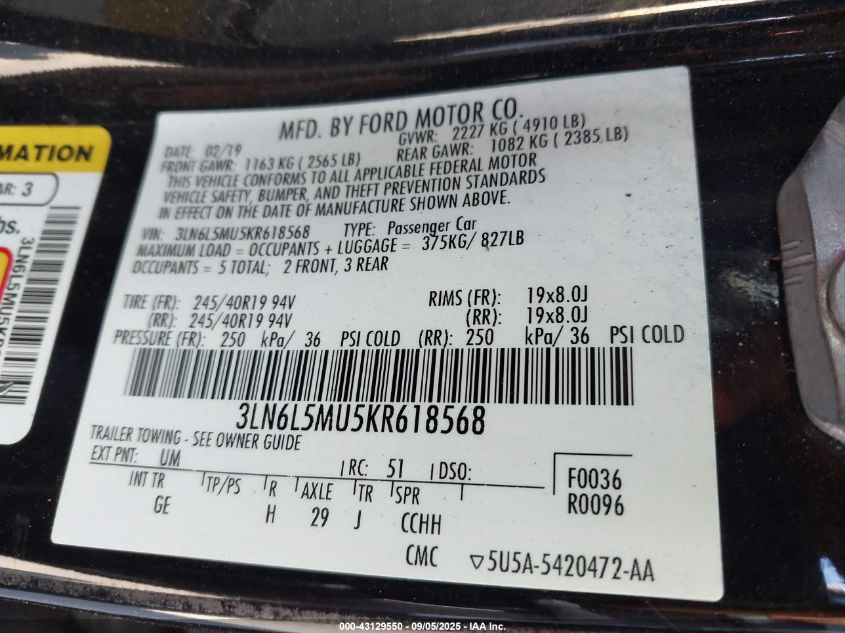 MFD. BY FORD MOTOR CO.
DATE: 02/19 GVWR: 2227 KG ( 4910 LB)
FRONT GAWR: 1163 KG ( 2565 LB) REAR GAWR: 1082 KG ( 2385 LB)
THIS VEHICLE CONFORMS TO ALL APPLICABLE FEDERAL MOTOR
VEHICLE SAFETY, BUMPER, AND THEFT PREVENTION STANDARDS
IN EFFECT ON THE DATE OF MANUFACTURE SHOWN ABOVE.
VIN: 3LN6L5MU5KR618568 TYPE: Passenger Car
MAXIMUM LOAD = OCCUPANTS + LUGGAGE = 375KG/ 827LB
OCCUPANTS = 5 TOTAL; 2 FRONT, 3 REAR
TIRE (FR): 245/40R19 94V RIMS (FR): 19x8.0J
(RR): 245/40R19 94V (RR): 19x8.0J
PRESSURE (FR): 250 kPa/ 36 PSI COLD (RR): 250 kPa/ 36 PSI COLD
3LN6L5MU5KR618568
TRAILER TOWING - SEE OWNER GUIDE
EXT PNT: UM RC: 51 DSO:
INT TR TP/PS R AXLE TR SPR F0036
GE H 29 J CCHH R0096
CMC ▽5U5A-5420472-AA
MATION
AR: 3
bs.
3LN6L5MU5KR
000-43129550 - 09/05/2025 - IAA Inc.